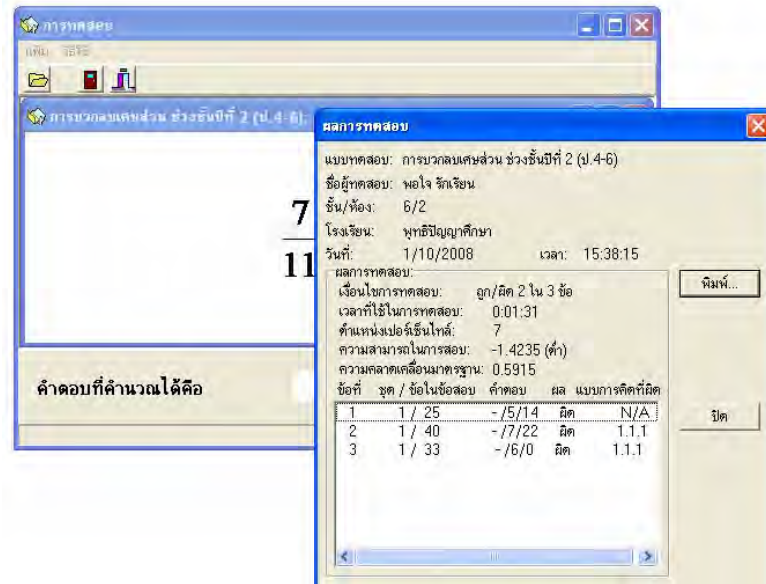 การทดสอบ
แฟ้ม วิธีใช้
การบวกลบเศษส่วน ช่วงชั้นปีที่ 2 (ป.4-6)
7
11
คำตอบที่คำนวณได้คือ
ผลการทดสอบ
แบบทดสอบ: การบวกลบเศษส่วน ช่วงชั้นปีที่ 2 (ป.4-6)
ชื่อผู้ทดสอบ: พอใจ รักเรียน
ชั้น/ห้อง: 6/2
โรงเรียน: พุทธิปัญญาศึกษา
วันที่: 1/10/2008 เวลา: 15:38:15
ผลการทดสอบ:
เงื่อนไขการทดสอบ: ถูก/ผิด 2 ใน 3 ข้อ
เวลาที่ใช้ในการทดสอบ: 0:01:31
ตำแหน่งเปอร์เซ็นไทล์: 7
ความสามารถในการสอบ: -1.4235 (ต่ำ)
ความคลาดเคลื่อนมาตรฐาน: 0.5915
ข้อที่ ชุด / ข้อในข้อสอบ คำตอบ ผล แบบการคิดที่ผิด
1 1 / 25 -/5/14 ผิด N/A
2 1 / 40 -/7/22 ผิด 1.1.1
3 1 / 33 -/6/0 ผิด 1.1.1
พิมพ์...
ปิด